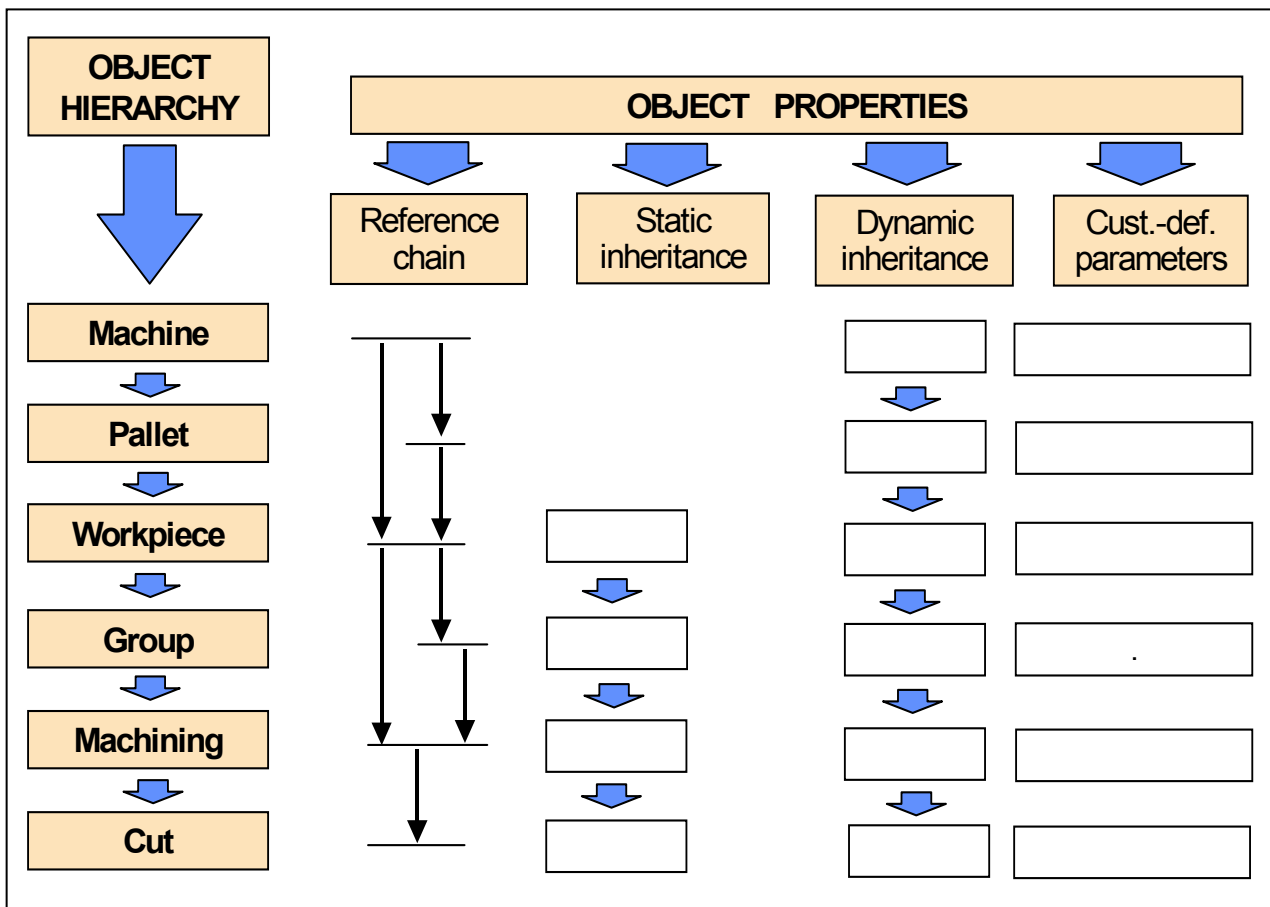 OBJECT
HIERARCHY
OBJECT PROPERTIES
Reference
chain
Static
inheritance
Dynamic
inheritance
Cust.-def.
parameters
Machine
Pallet
Workpiece
Group
.
Machining
Cut